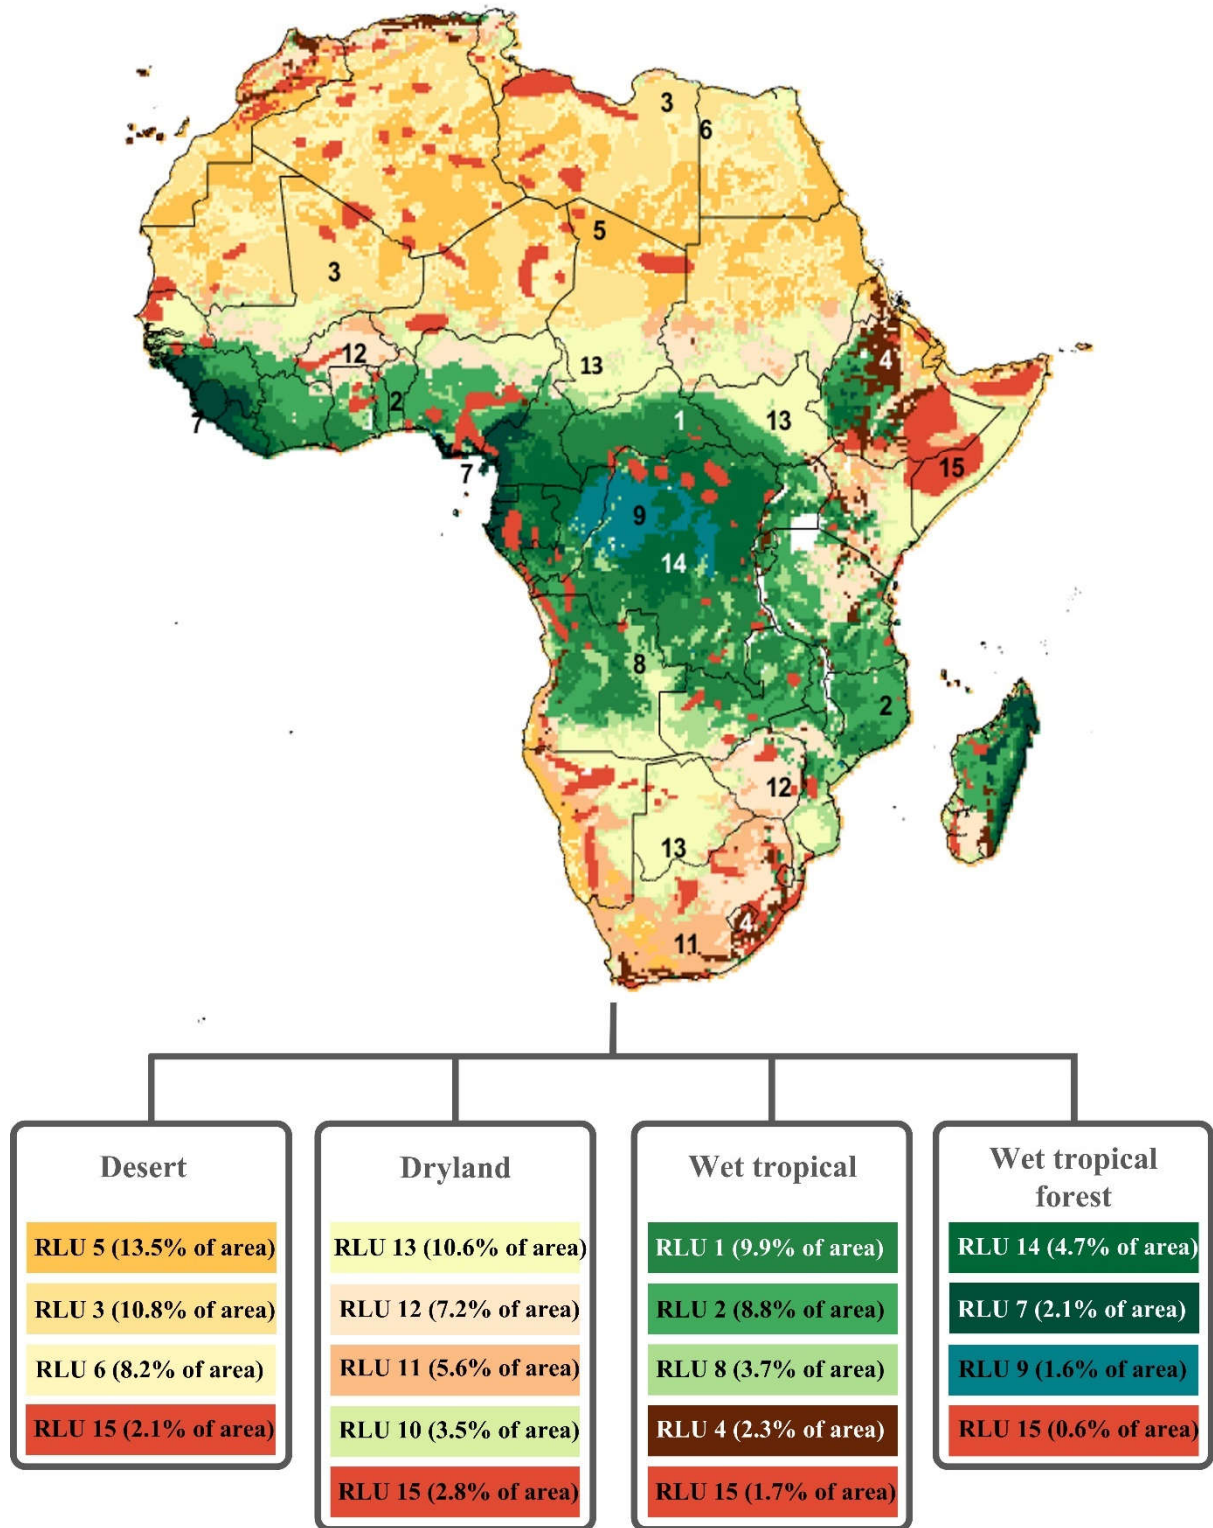 3
6
5
3
4
12
13
2
13
1
1
7
7
15
9
14
8
2
12
13
4
11
Desert
RLU 5 (13.5% of area)
RLU 3 (10.8% of area)
RLU 6 (8.2% of area)
RLU 15 (2.1% of area)
Dryland
RLU 13 (10.6% of area)
RLU 12 (7.2% of area)
RLU 11 (5.6% of area)
RLU 10 (3.5% of area)
RLU 15 (2.8% of area)
Wet tropical
RLU 1 (9.9% of area)
RLU 2 (8.8% of area)
RLU 8 (3.7% of area)
RLU 4 (2.3% of area)
RLU 15 (1.7% of area)
Wet tropical
forest
RLU 14 (4.7% of area)
RLU 7 (2.1% of area)
RLU 9 (1.6% of area)
RLU 15 (0.6% of area)